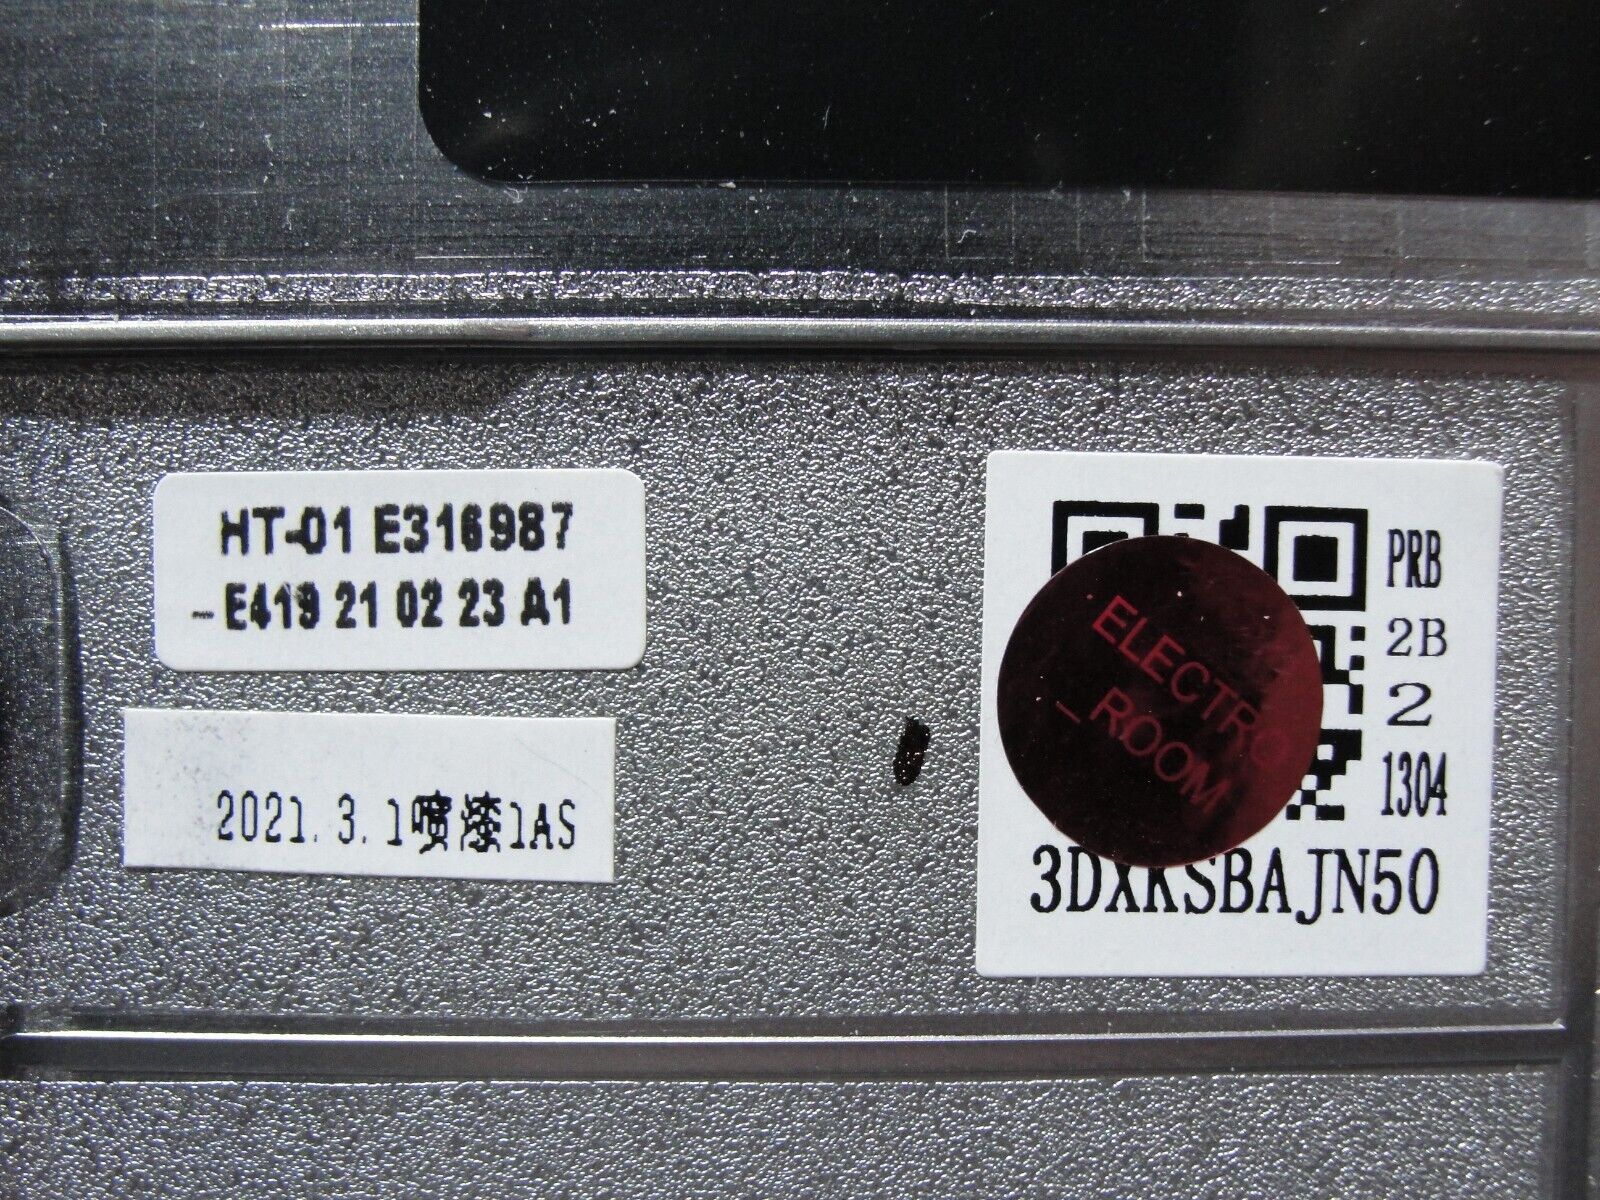 HT-01 E316987
- E419 21 02 23 A1
2021. 3. 1喷漆1AS
PRB
2B
2
1304
3DXKSBAJN50
ELECTRO
_ROOM